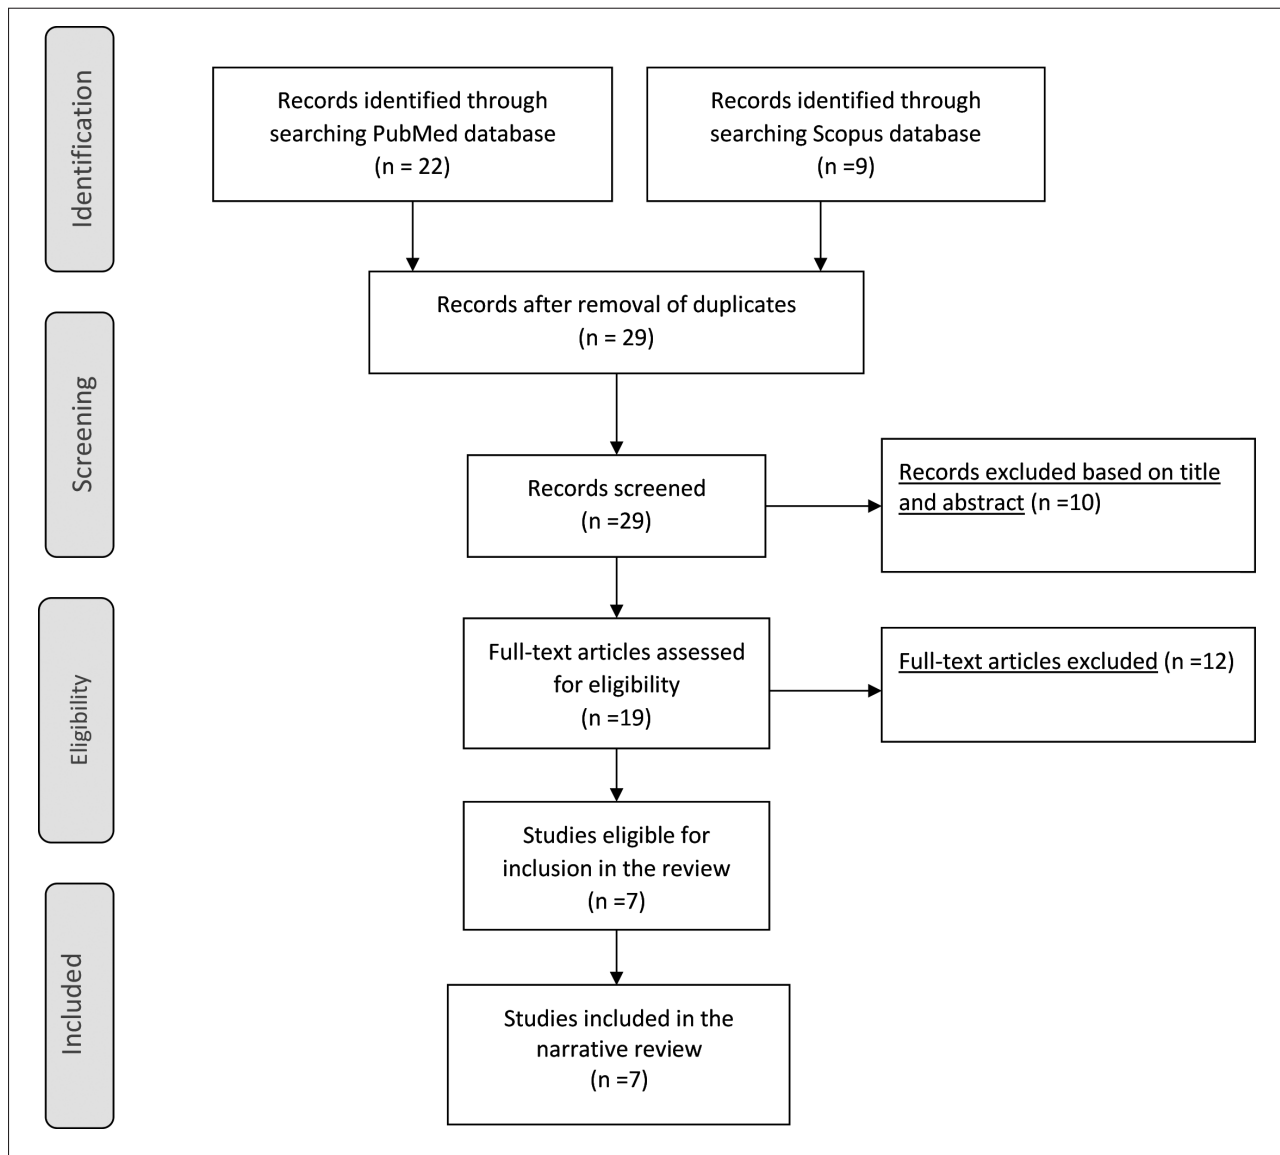 Identification
Records identified through
searching PubMed database
(n = 22)
Records identified through
searching Scopus database
(n =9)
Records after removal of duplicates
(n = 29)
Screening
Records screened
(n =29)
Records excluded based on title
and abstract (n =10)
Eligibility
Full-text articles assessed
for eligibility
(n =19)
Full-text articles excluded (n =12)
Studies eligible for
inclusion in the review
(n =7)
Included
Studies included in the
narrative review
(n =7)